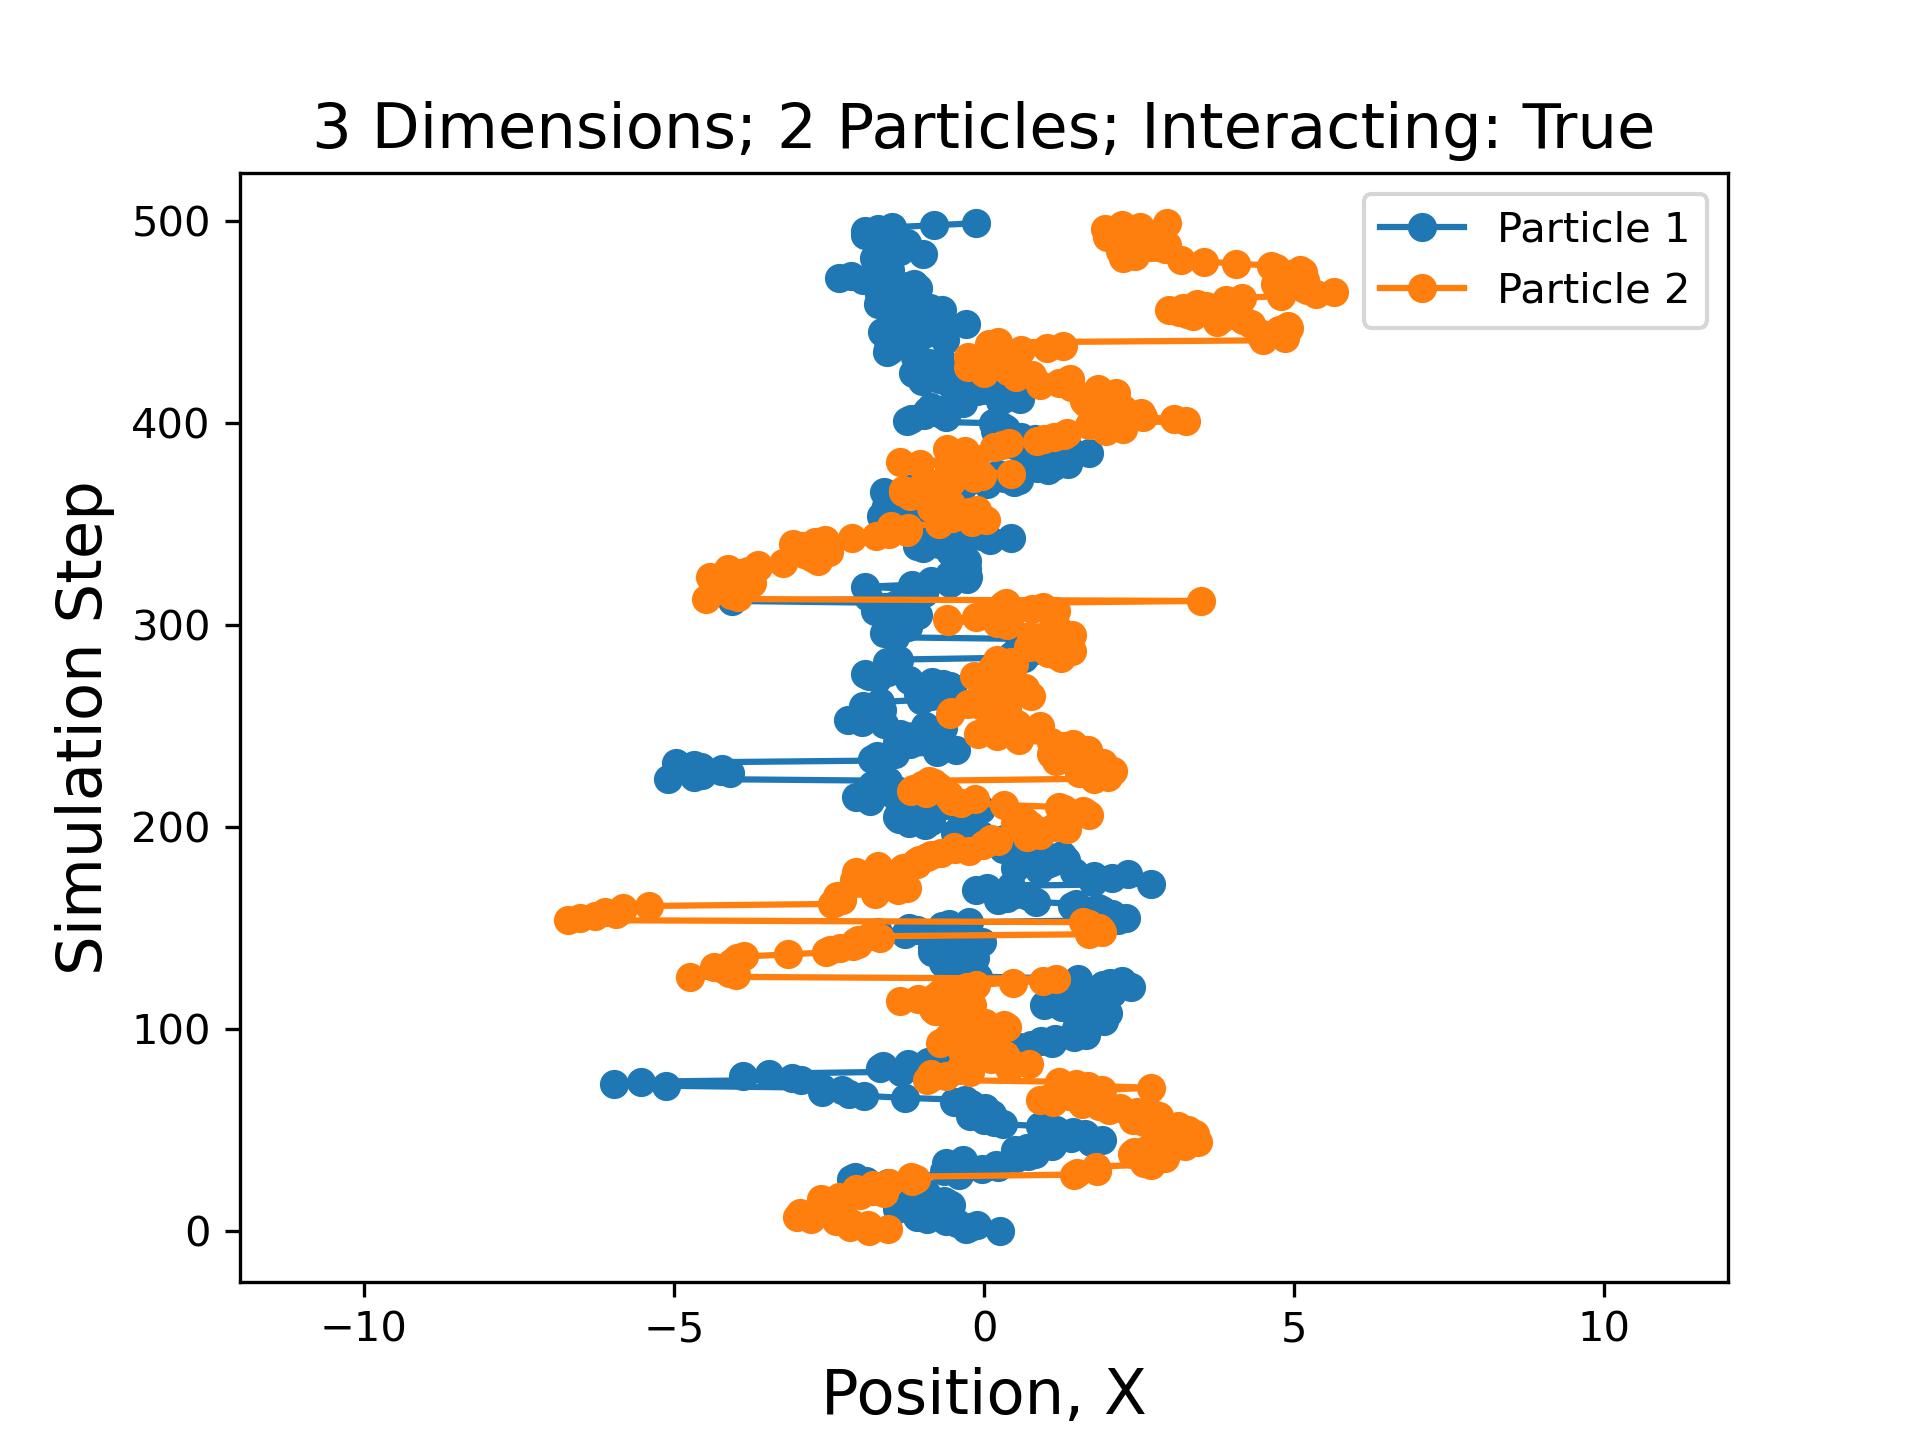 3 Dimensions; 2 Particles; Interacting: True
Particle 1
Particle 2
500
400
300
200
100
0
Simulation Step
−10
−5
0
5
10
Position, X